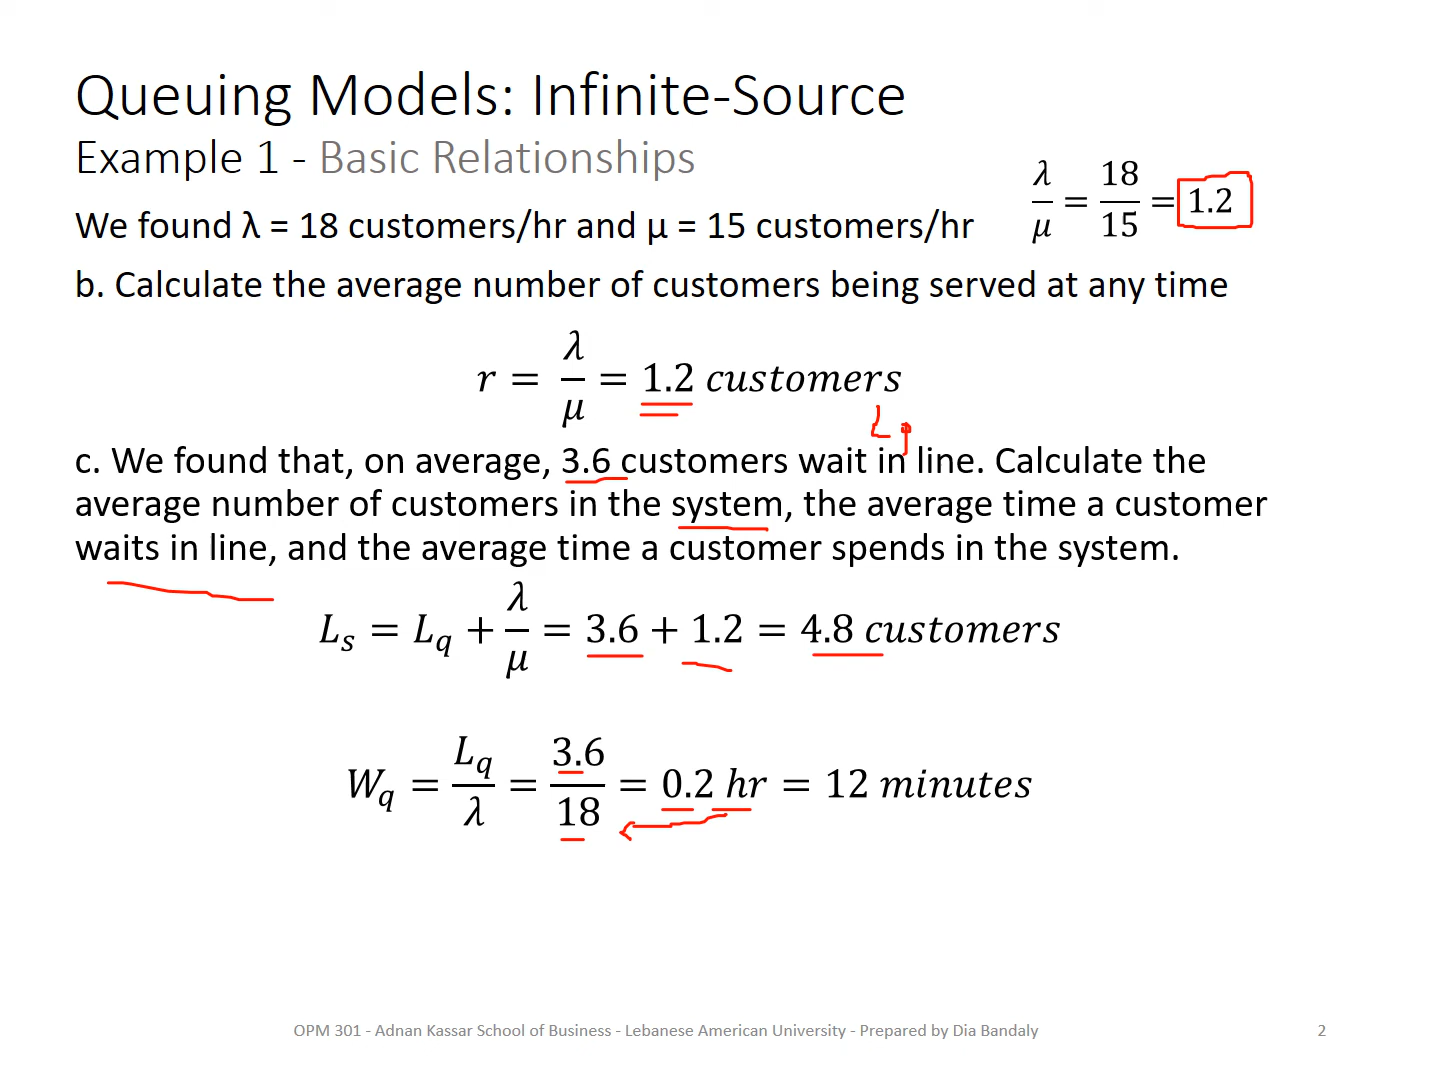 Queuing Models: Infinite-Source
Example 1 - Basic Relationships
λ/μ = 18/15 = 1.2
We found λ = 18 customers/hr and μ = 15 customers/hr
b. Calculate the average number of customers being served at any time
r = λ/μ = 1.2 customers
c. We found that, on average, 3.6 customers wait in line. Calculate the
average number of customers in the system, the average time a customer
waits in line, and the average time a customer spends in the system.
Ls = Lq + λ/μ = 3.6 + 1.2 = 4.8 customers
Wq = Lq/λ = 3.6/18 = 0.2 hr = 12 minutes
OPM 301 - Adnan Kassar School of Business - Lebanese American University - Prepared by Dia Bandaly
2